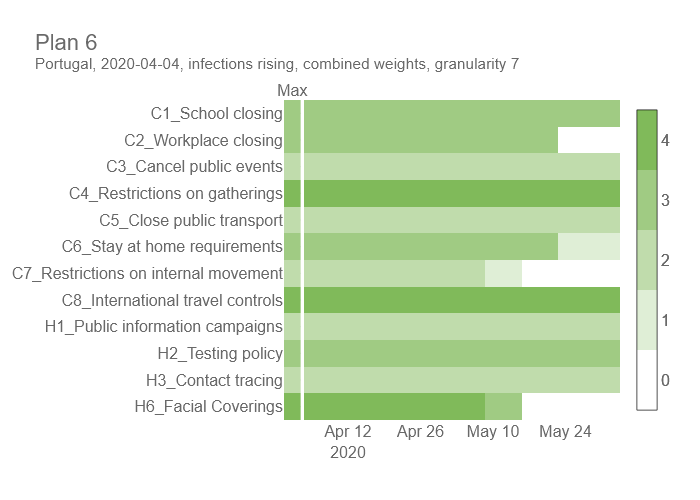 Plan 6
Portugal, 2020-04-04, infections rising, combined weights, granularity 7
Max
C1_School closing
C2_Workplace closing
C3_Cancel public events
C4_Restrictions on gatherings
C5_Close public transport
C6_Stay at home requirements
C7_Restrictions on internal movement
C8_International travel controls
H1_Public information campaigns
H2_Testing policy
H3_Contact tracing
H6_Facial Coverings
Apr 12 Apr 26 May 10 May 24
2020
4
3
2
1
0